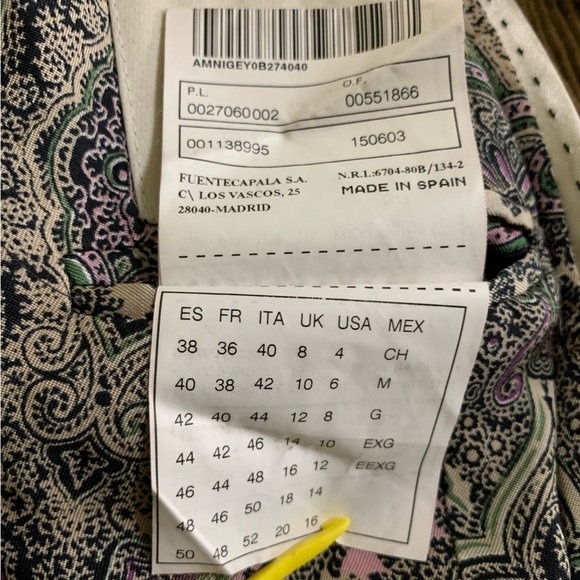 AMNIGEY0B274040
P.L. O.F.
0027060002 00551866
001138995 150603
FUENTECAPALA S.A. N.R.I.:6704-80B/134-2
C\ LOS VASCOS, 25 MADE IN SPAIN
28040-MADRID
ES FR ITA UK USA MEX
38 36 40 8 4 CH
40 38 42 10 6 M
42 40 44 12 8 G
44 42 46 14 10 EXG
46 44 48 16 12 EEXG
48 46 50 18 14
50 48 52 20 16